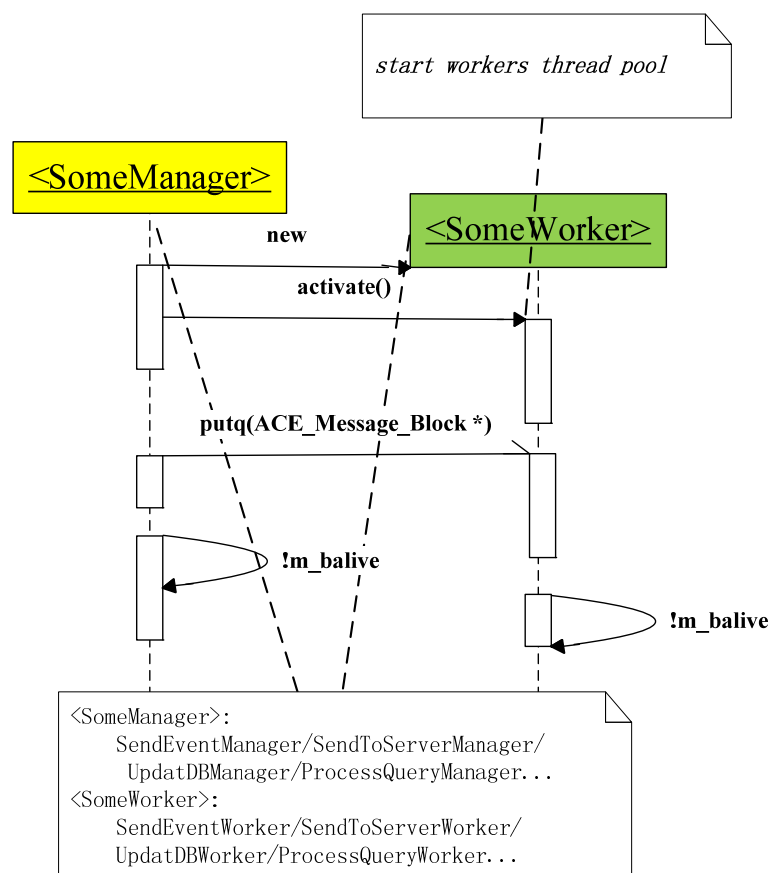 start workers thread pool
<SomeManager>
<SomeWorker>
new
activate()
putq(ACE_Message_Block *)
!m_balive
!m_balive
<SomeManager>:
SendEventManager/SendToServerManager/
UpdatDBManager/ProcessQueryManager...
<SomeWorker>:
SendEventWorker/SendToServerWorker/
UpdatDBWorker/ProcessQueryWorker...